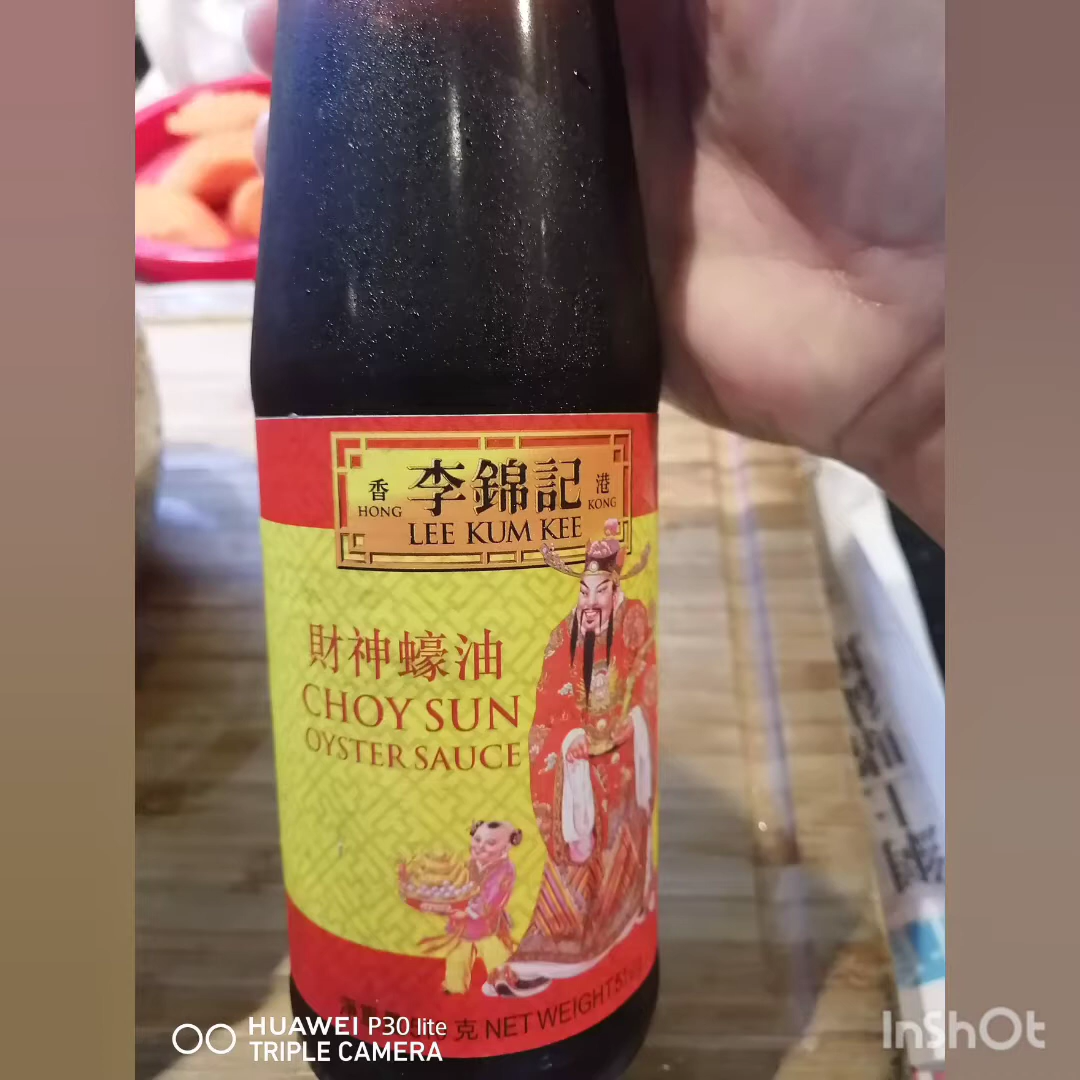 香 李錦記 港
HONG LEE KUM KEE KONG
財神蠔油
CHOY SUN
OYSTER SAUCE
克 NET WEIGHT
HUAWEI P30 lite
TRIPLE CAMERA
InShOt